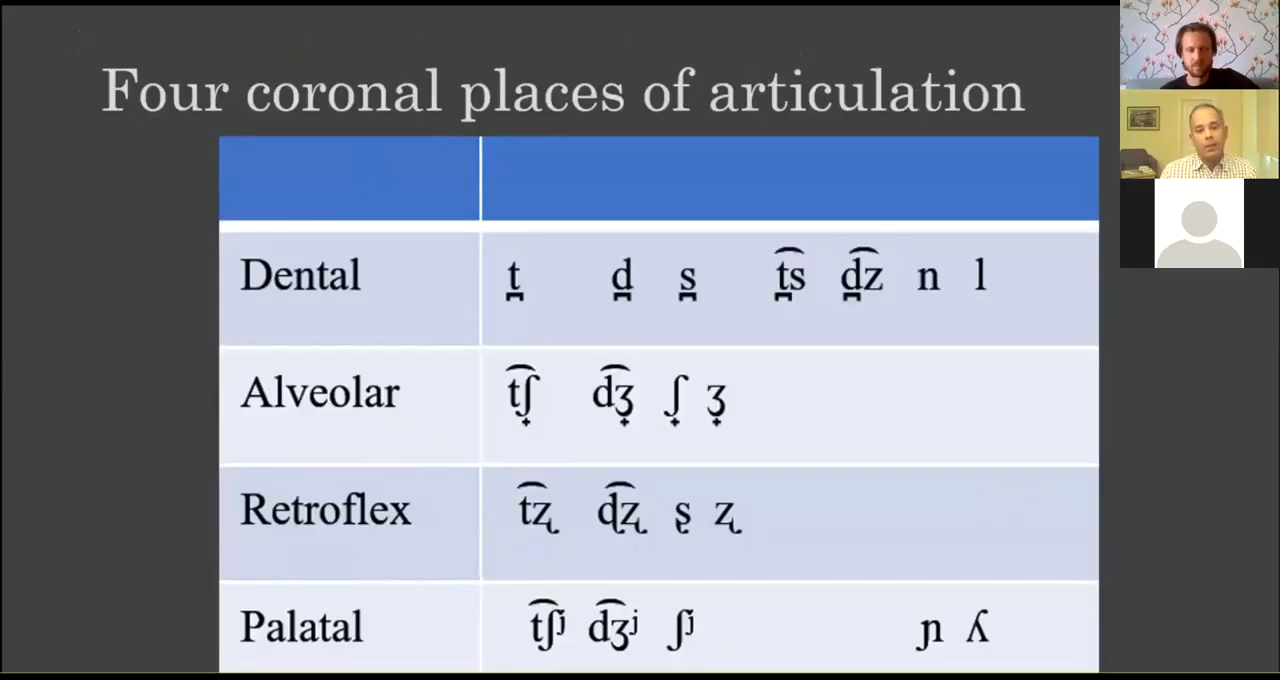 Four coronal places of articulation
Dental t̪ d̪ s̪ t̪͡s d̪͡z n l
Alveolar t͡ʃ̟ d͡ʒ̟ ʃ̟ ʒ̟
Retroflex t͡ʐ ɖ͡ʐ ʂ ʐ
Palatal t͡ʃʲ d͡ʒʲ ʃʲ ɲ ʎ